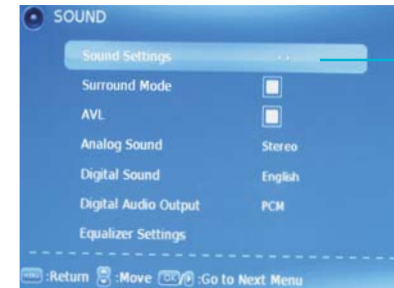 SOUND
Sound Settings
Surround Mode
AVL
Analog Sound Stereo
Digital Sound English
Digital Audio Output PCM
Equalizer Settings
:Return :Move OK/ :Go to Next Menu